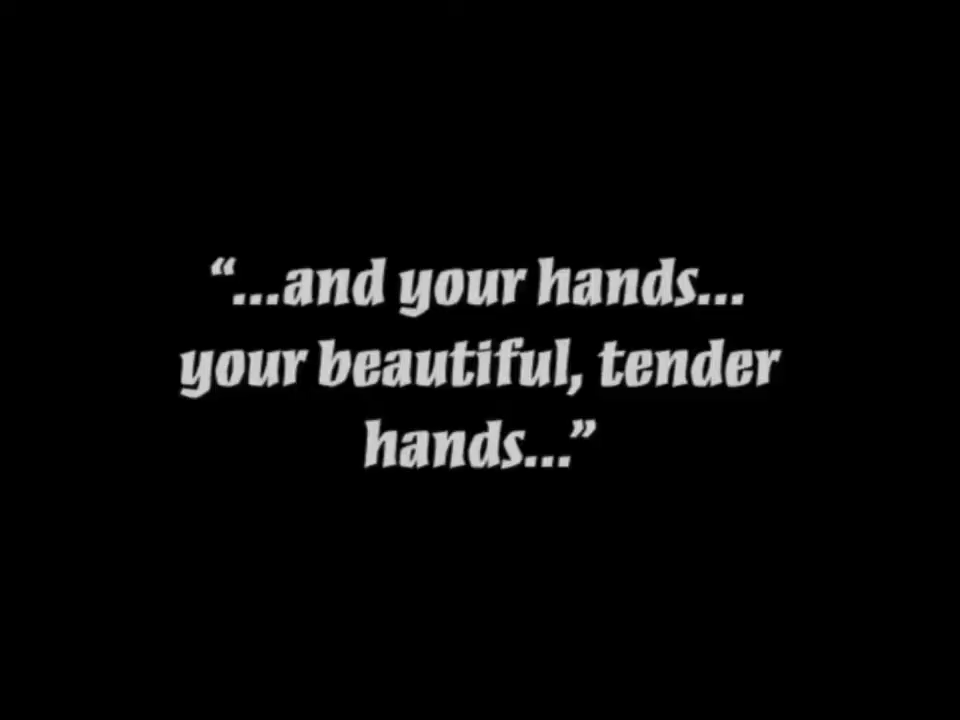 “...and your hands...
your beautiful, tender
hands...”